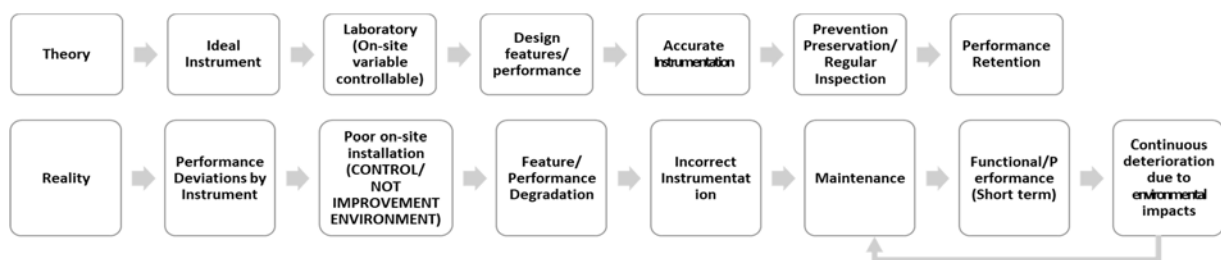 Theory
Ideal
Instrument
Laboratory
(On-site
variable
controllable)
Design
features/
performance
Accurate
Instrumentation
Prevention
Preservation/
Regular
Inspection
Performance
Retention
Reality
Performance
Deviations by
Instrument
Poor on-site
installation
(CONTROL/
NOT
IMPROVEMENT
ENVIRONMENT)
Feature/
Performance
Degradation
Incorrect
Instrumentat
ion
Maintenance
Functional/P
erformance
(Short term)
Continuous
deterioration
due to
environmental
impacts